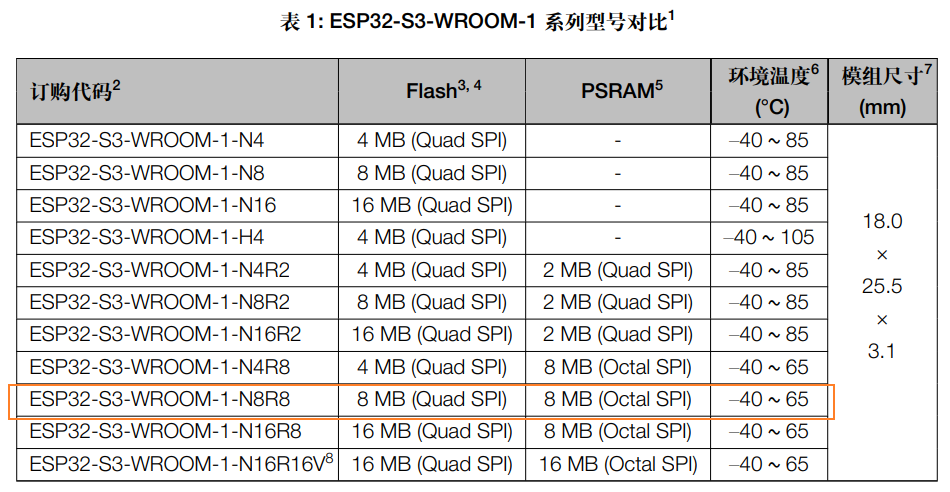 表 1: ESP32-S3-WROOM-1 系列型号对比1
订购代码2 Flash3, 4 PSRAM5 环境温度6 (°C) 模组尺寸7 (mm)
ESP32-S3-WROOM-1-N4 4 MB (Quad SPI) - –40 ~ 85
ESP32-S3-WROOM-1-N8 8 MB (Quad SPI) - –40 ~ 85
ESP32-S3-WROOM-1-N16 16 MB (Quad SPI) - –40 ~ 85
ESP32-S3-WROOM-1-H4 4 MB (Quad SPI) - –40 ~ 105
ESP32-S3-WROOM-1-N4R2 4 MB (Quad SPI) 2 MB (Quad SPI) –40 ~ 85
ESP32-S3-WROOM-1-N8R2 8 MB (Quad SPI) 2 MB (Quad SPI) –40 ~ 85
ESP32-S3-WROOM-1-N16R2 16 MB (Quad SPI) 2 MB (Quad SPI) –40 ~ 85
ESP32-S3-WROOM-1-N4R8 4 MB (Quad SPI) 8 MB (Octal SPI) –40 ~ 65
ESP32-S3-WROOM-1-N8R8 8 MB (Quad SPI) 8 MB (Octal SPI) –40 ~ 65
ESP32-S3-WROOM-1-N16R8 16 MB (Quad SPI) 8 MB (Octal SPI) –40 ~ 65
ESP32-S3-WROOM-1-N16R16V8 16 MB (Quad SPI) 16 MB (Octal SPI) –40 ~ 65
18.0
×
25.5
×
3.1